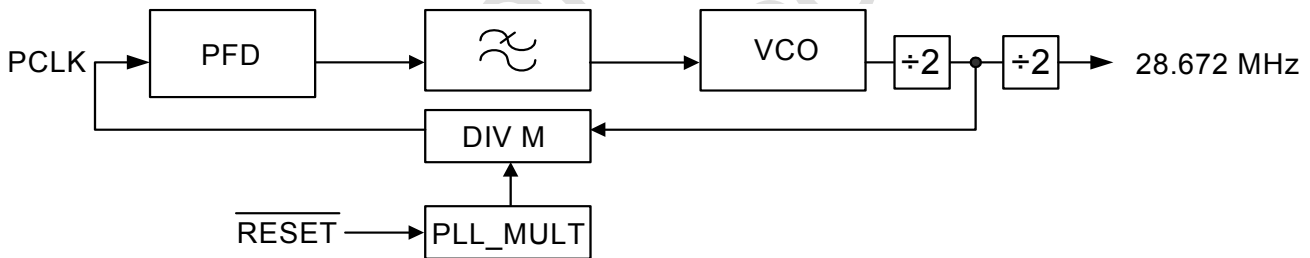 PCLK
PFD
VCO
÷2
÷2
28.672 MHz
DIV M
RESET
PLL_MULT